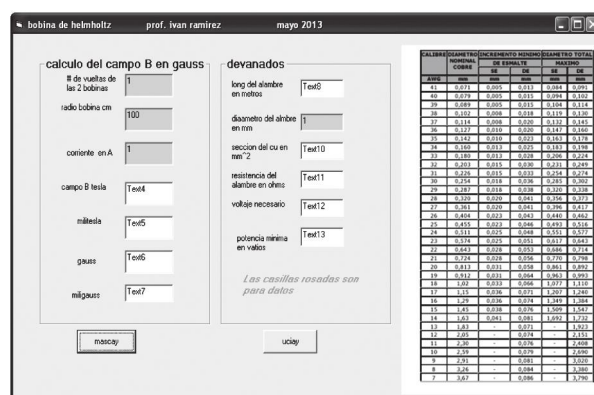 bobina de helmholtz prof. ivan ramirez mayo 2013
calculo del campo B en gauss
# de vueltas de las 2 bobinas 1
radio bobina cm 100
corriente en A 1
campo B tesla Text4
militesla Text5
gauss Text6
miligauss Text7
mascay
devanados
long del alambre en metros Text8
diaametro del almbre en mm 1
seccion del cu en mm^2 Text10
resistencia del alambre en ohms Text11
voltaje necesario Text12
potencia minima en vatios Text13
Las casillas rosadas son para datos
uciay
CALIBRE DIAMETRO NOMINAL COBRE INCREMENTO MINIMO DE ESMALTE DIAMETRO TOTAL MAXIMO
SE DE SE DE
AWG mm mm mm mm mm
41 0,071 0,005 0,013 0,084 0,091
40 0,079 0,005 0,015 0,094 0,102
39 0,089 0,005 0,015 0,104 0,114
38 0,102 0,008 0,018 0,119 0,130
37 0,114 0,008 0,020 0,132 0,145
36 0,127 0,010 0,020 0,147 0,160
35 0,142 0,010 0,023 0,163 0,178
34 0,160 0,013 0,025 0,183 0,198
33 0,180 0,013 0,028 0,206 0,224
32 0,203 0,015 0,030 0,231 0,249
31 0,226 0,015 0,033 0,254 0,274
30 0,254 0,018 0,036 0,285 0,302
29 0,287 0,018 0,038 0,320 0,338
28 0,320 0,020 0,041 0,356 0,373
27 0,361 0,020 0,041 0,396 0,417
26 0,404 0,023 0,043 0,440 0,462
25 0,455 0,023 0,046 0,493 0,516
24 0,511 0,025 0,048 0,551 0,577
23 0,574 0,025 0,051 0,617 0,643
22 0,643 0,028 0,053 0,686 0,714
21 0,724 0,028 0,056 0,770 0,798
20 0,813 0,031 0,058 0,861 0,892
19 0,912 0,031 0,064 0,963 0,993
18 1,02 0,033 0,066 1,077 1,110
17 1,15 0,036 0,071 1,207 1,240
16 1,29 0,036 0,074 1,349 1,384
15 1,45 0,038 0,076 1,509 1,547
14 1,63 0,041 0,081 1,692 1,732
13 1,83 - 0,071 - 1,923
12 2,05 - 0,074 - 2,151
11 2,30 - 0,076 - 2,408
10 2,59 - 0,079 - 2,690
9 2,91 - 0,081 - 3,020
8 3,26 - 0,084 - 3,380
7 3,67 - 0,086 - 3,790